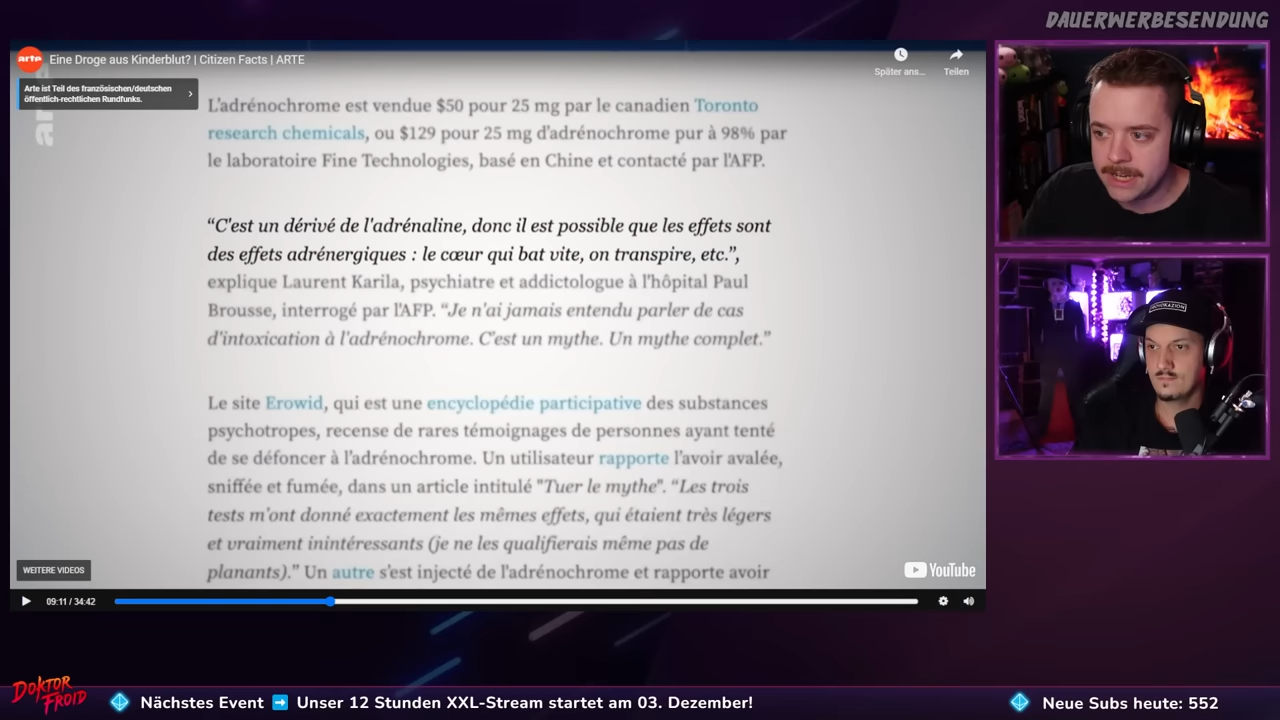 DAUERWERBESENDUNG
arte
Eine Droge aus Kinderblut? | Citizen Facts | ARTE
Später ans...
Teilen
Arte ist Teil des französischen/deutschen
öffentlich-rechtlichen Rundfunks.
L'adrénochrome est vendue $50 pour 25 mg par le canadien Toronto
research chemicals, ou $129 pour 25 mg d'adrénochrome pur à 98% par
le laboratoire Fine Technologies, basé en Chine et contacté par l'AFP.
“C'est un dérivé de l'adrénaline, donc il est possible que les effets sont
des effets adrénergiques : le cœur qui bat vite, on transpire, etc.”,
explique Laurent Karila, psychiatre et addictologue à l'hôpital Paul
Brousse, interrogé par l'AFP. “Je n'ai jamais entendu parler de cas
d'intoxication à l'adrénochrome. C'est un mythe. Un mythe complet.”
Le site Erowid, qui est une encyclopédie participative des substances
psychotropes, recense de rares témoignages de personnes ayant tenté
de se défoncer à l'adrénochrome. Un utilisateur rapporte l'avoir avalée,
sniffée et fumée, dans un article intitulé "Tuer le mythe". “Les trois
tests m'ont donné exactement les mêmes effets, qui étaient très légers
et vraiment inintéressants (je ne les qualifierais même pas de
planants).” Un autre s'est injecté de l'adrénochrome et rapporte avoir
WEITERE VIDEOS
YouTube
09:11 / 34:42
DOKTOR
FROID
Nächstes Event ➡ Unser 12 Stunden XXL-Stream startet am 03. Dezember!
Neue Subs heute: 552